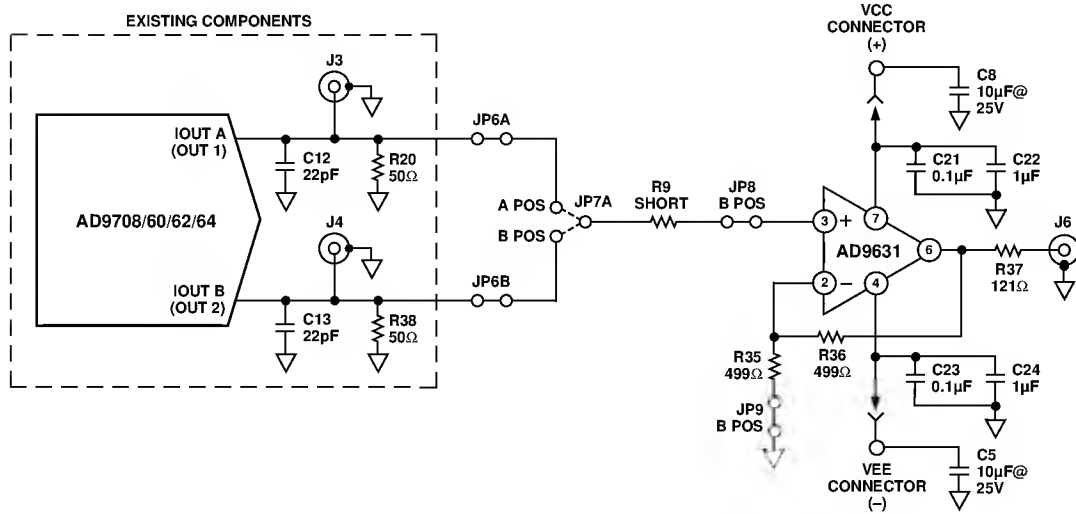 EXISTING COMPONENTS
J3
IOUT A
(OUT 1)
C12
22pF
R20
50Ω
JP6A
AD9708/60/62/64
J4
IOUT B
(OUT 2)
C13
22pF
R38
50Ω
JP6B
A POS
B POS
JP7A
R9
SHORT
JP8
B POS
VCC
CONNECTOR
(+)
C8
10µF@
25V
C21
0.1µF
C22
1µF
3
+
7
AD9631
6
2
−
4
R37
121Ω
J6
R35
499Ω
R36
499Ω
JP9
B POS
C23
0.1µF
C24
1µF
VEE
CONNECTOR
(–)
C5
10µF@
25V